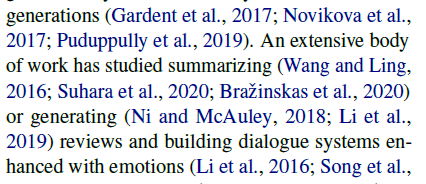 generations (Gardent et al., 2017; Novikova et al.,
2017; Puduppully et al., 2019). An extensive body
of work has studied summarizing (Wang and Ling,
2016; Suhara et al., 2020; Bražinskas et al., 2020)
or generating (Ni and McAuley, 2018; Li et al.,
2019) reviews and building dialogue systems en-
hanced with emotions (Li et al., 2016; Song et al.,